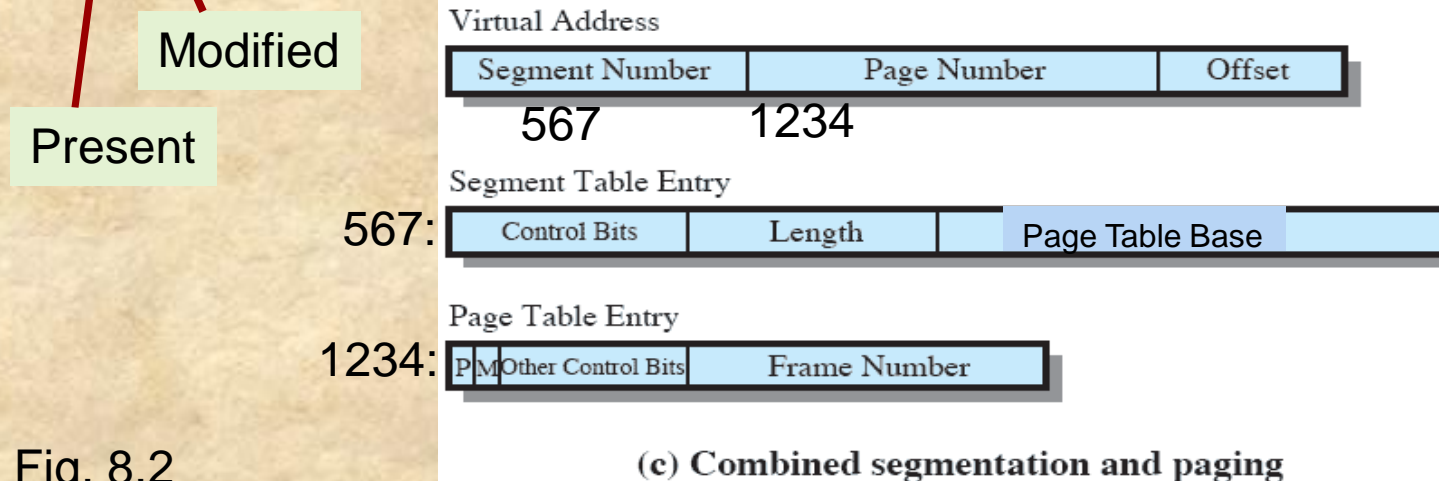 Modified
Present
Virtual Address
Segment Number Page Number Offset
567 1234
Segment Table Entry
567: Control Bits Length Page Table Base
Page Table Entry
1234: P M Other Control Bits Frame Number
Fig. 8.2
(c) Combined segmentation and paging